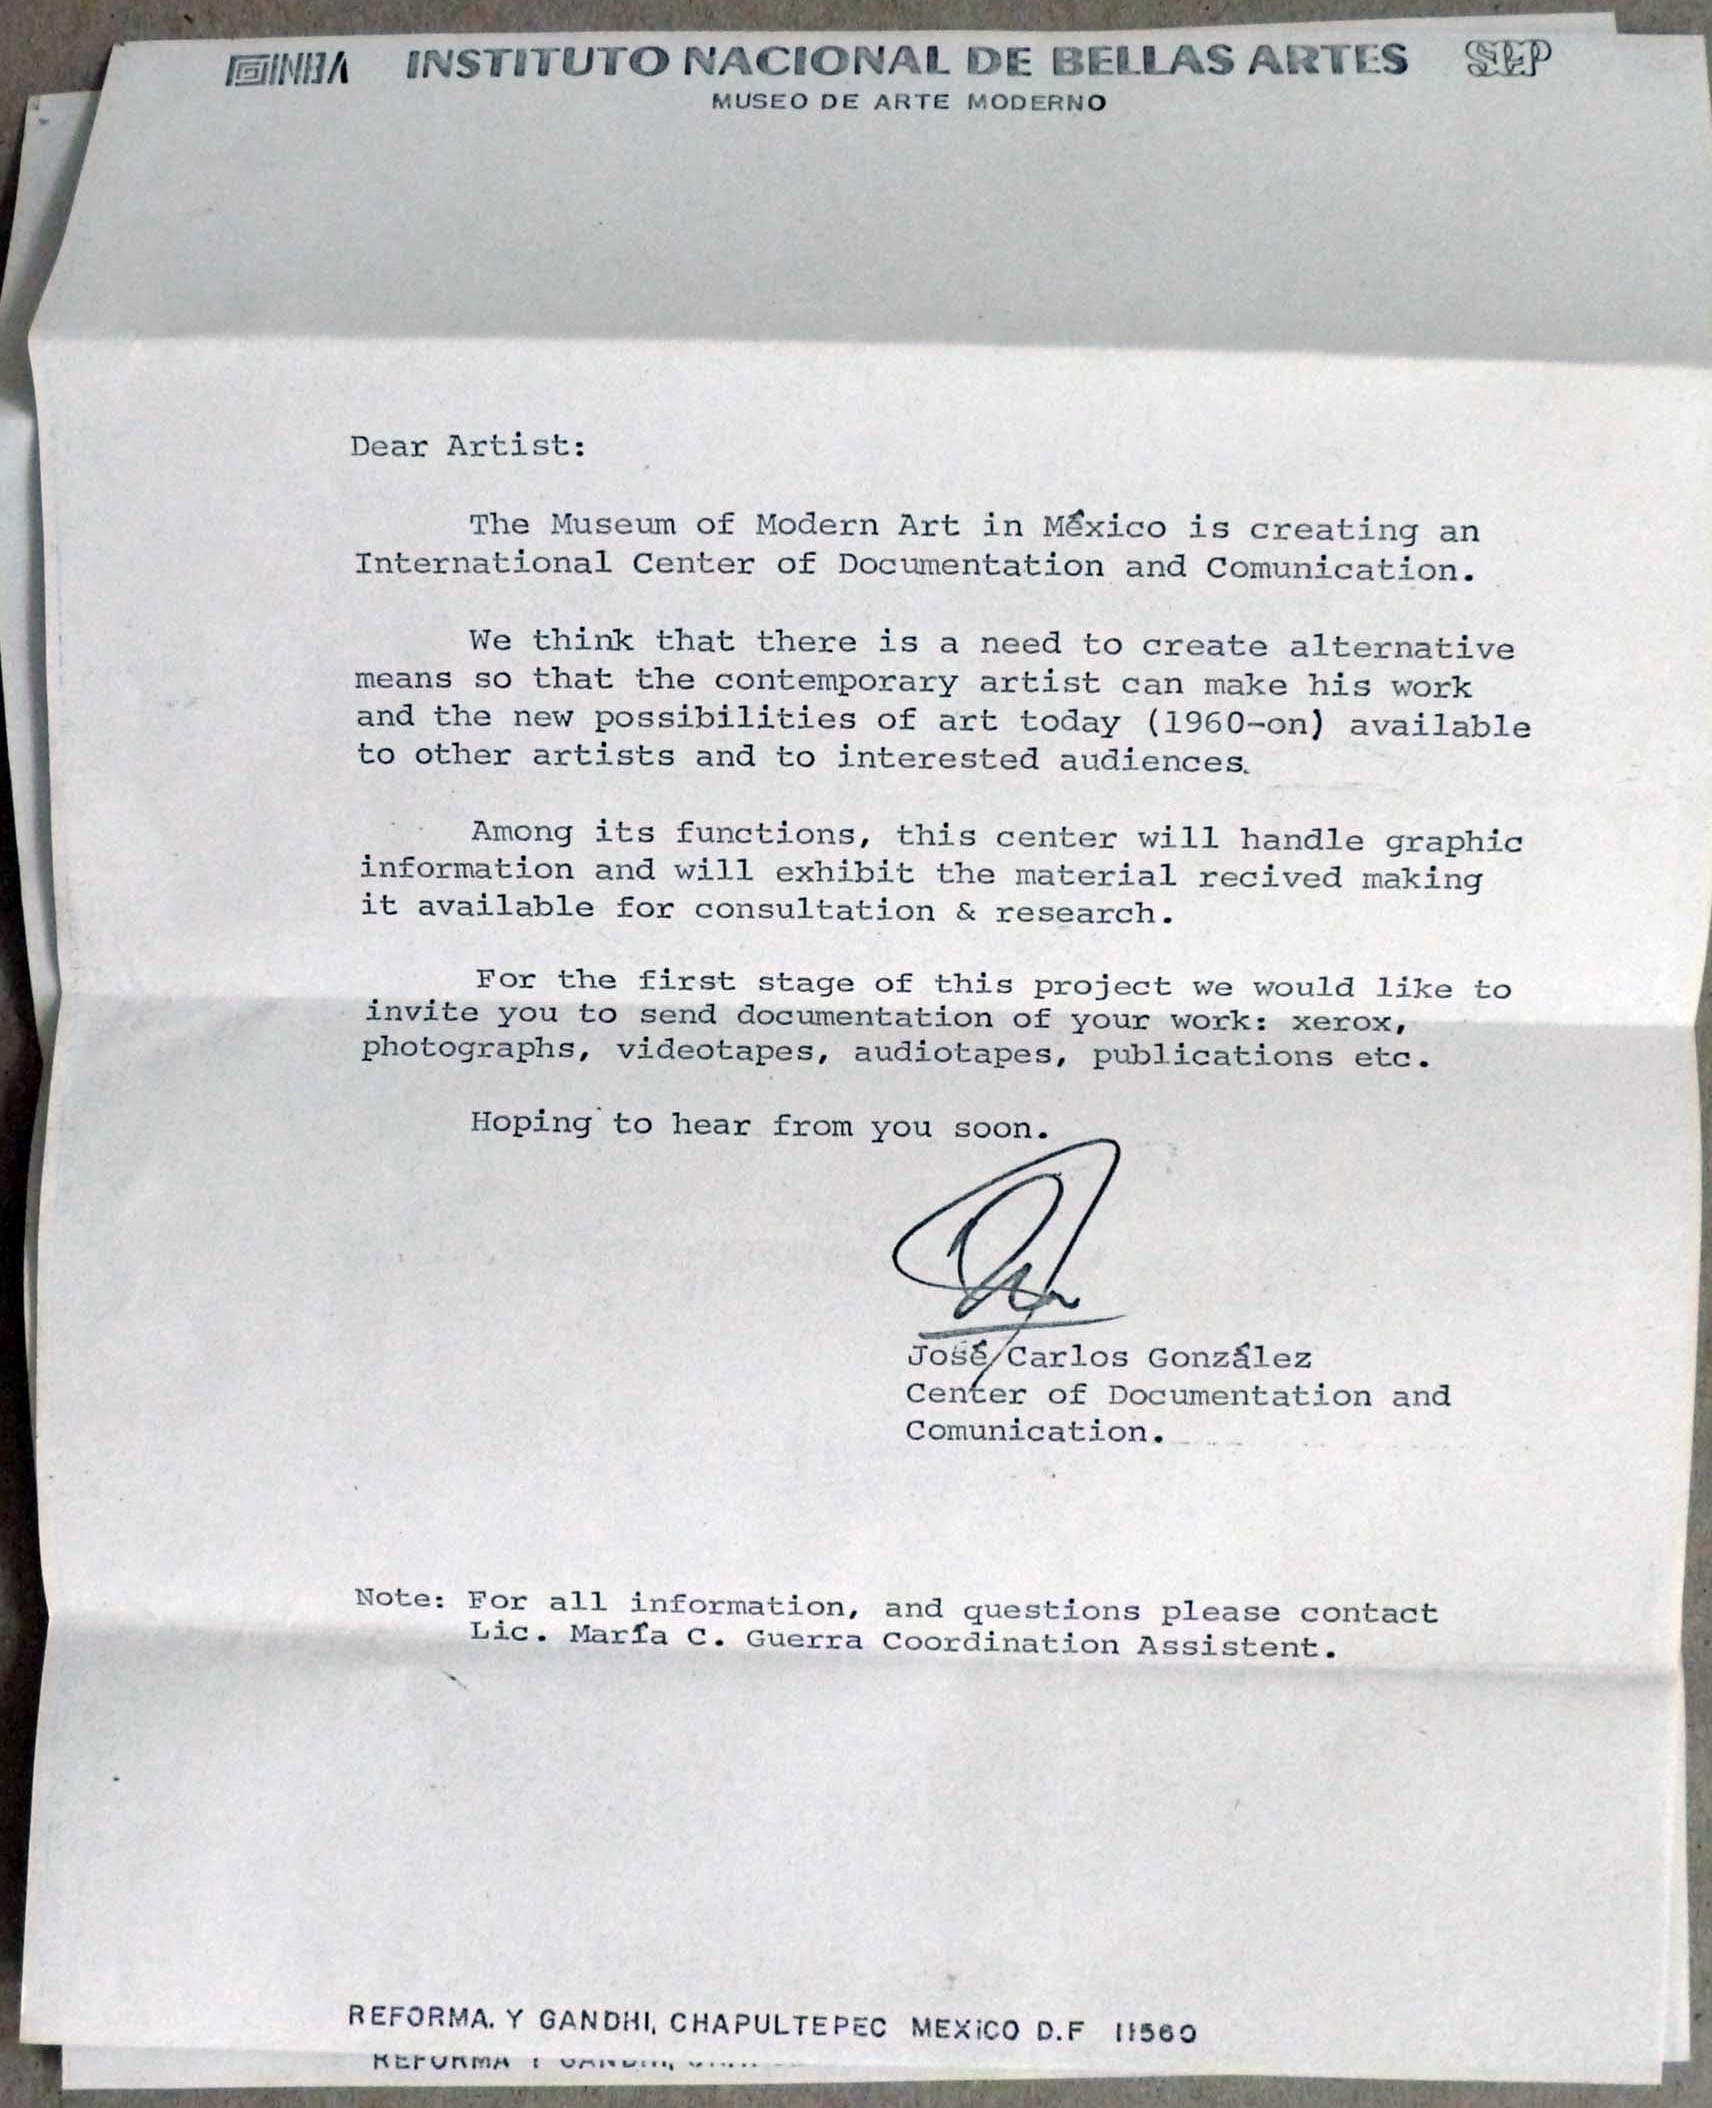 INBA INSTITUTO NACIONAL DE BELLAS ARTES SEP
MUSEO DE ARTE MODERNO
Dear Artist:
The Museum of Modern Art in México is creating an
International Center of Documentation and Comunication.
We think that there is a need to create alternative
means so that the contemporary artist can make his work
and the new possibilities of art today (1960-on) available
to other artists and to interested audiences.
Among its functions, this center will handle graphic
information and will exhibit the material recived making
it available for consultation & research.
For the first stage of this project we would like to
invite you to send documentation of your work: xerox,
photographs, videotapes, audiotapes, publications etc.
Hoping to hear from you soon.
José Carlos González
Center of Documentation and
Comunication.
Note: For all information, and questions please contact
Lic. María C. Guerra Coordination Assistent.
REFORMA. Y GANDHI, CHAPULTEPEC MEXiCO D.F 11560
REFORMA Y GANDHI,